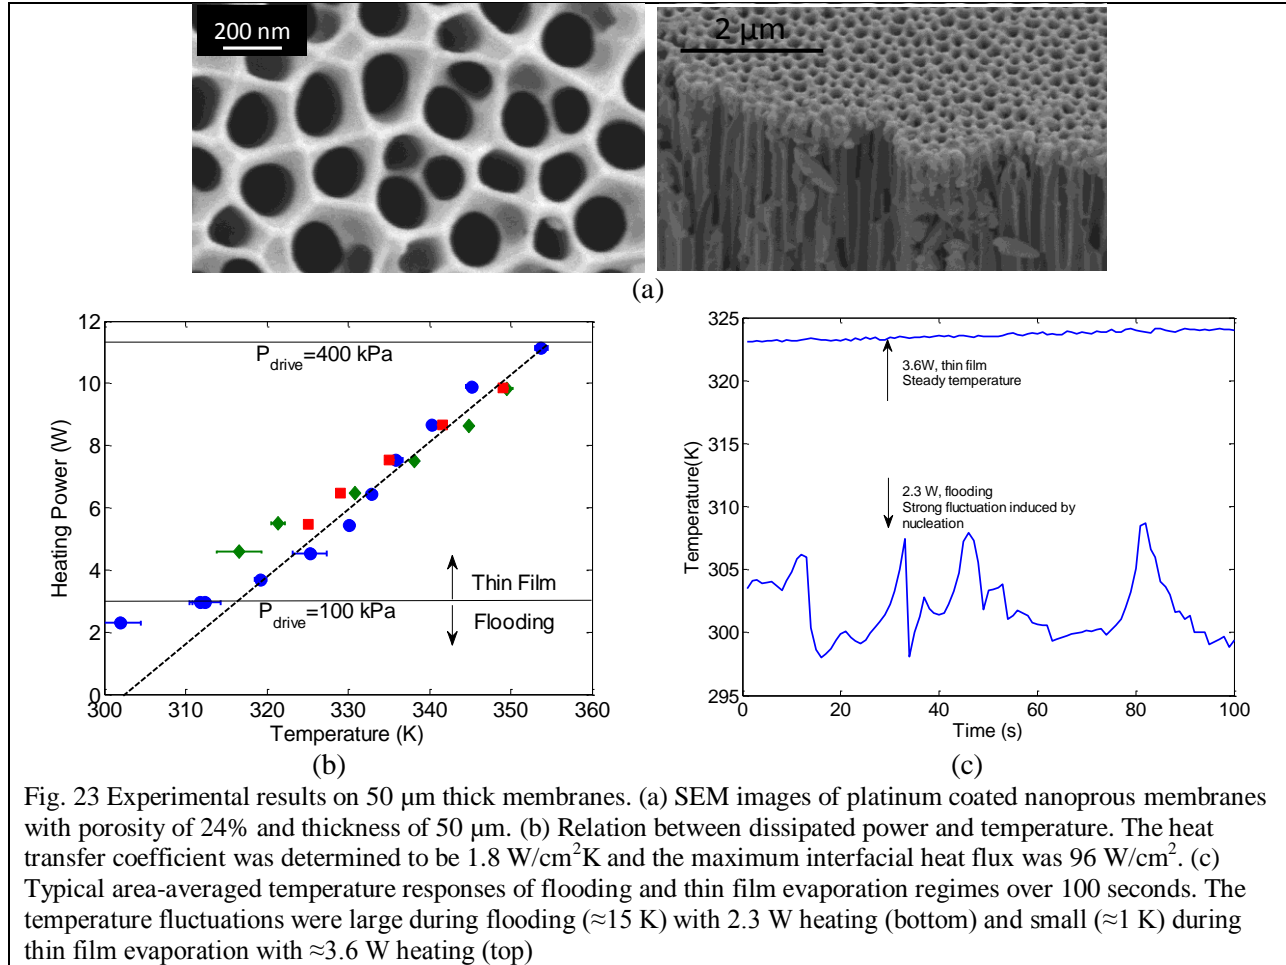 200 nm
2 μm
(a)
12
10
8
6
4
2
0
Heating Power (W)
P_drive=400 kPa
Thin Film
P_drive=100 kPa
Flooding
300
310
320
330
340
350
360
Temperature (K)
(b)
325
320
315
310
305
300
295
Temperature(K)
3.6W, thin film
Steady temperature
2.3 W, flooding
Strong fluctuation induced by
nucleation
0
20
40
60
80
100
Time (s)
(c)
Fig. 23 Experimental results on 50 μm thick membranes. (a) SEM images of platinum coated nanoprous membranes
with porosity of 24% and thickness of 50 μm. (b) Relation between dissipated power and temperature. The heat
transfer coefficient was determined to be 1.8 W/cm²K and the maximum interfacial heat flux was 96 W/cm². (c)
Typical area-averaged temperature responses of flooding and thin film evaporation regimes over 100 seconds. The
temperature fluctuations were large during flooding (≈15 K) with 2.3 W heating (bottom) and small (≈1 K) during
thin film evaporation with ≈3.6 W heating (top)